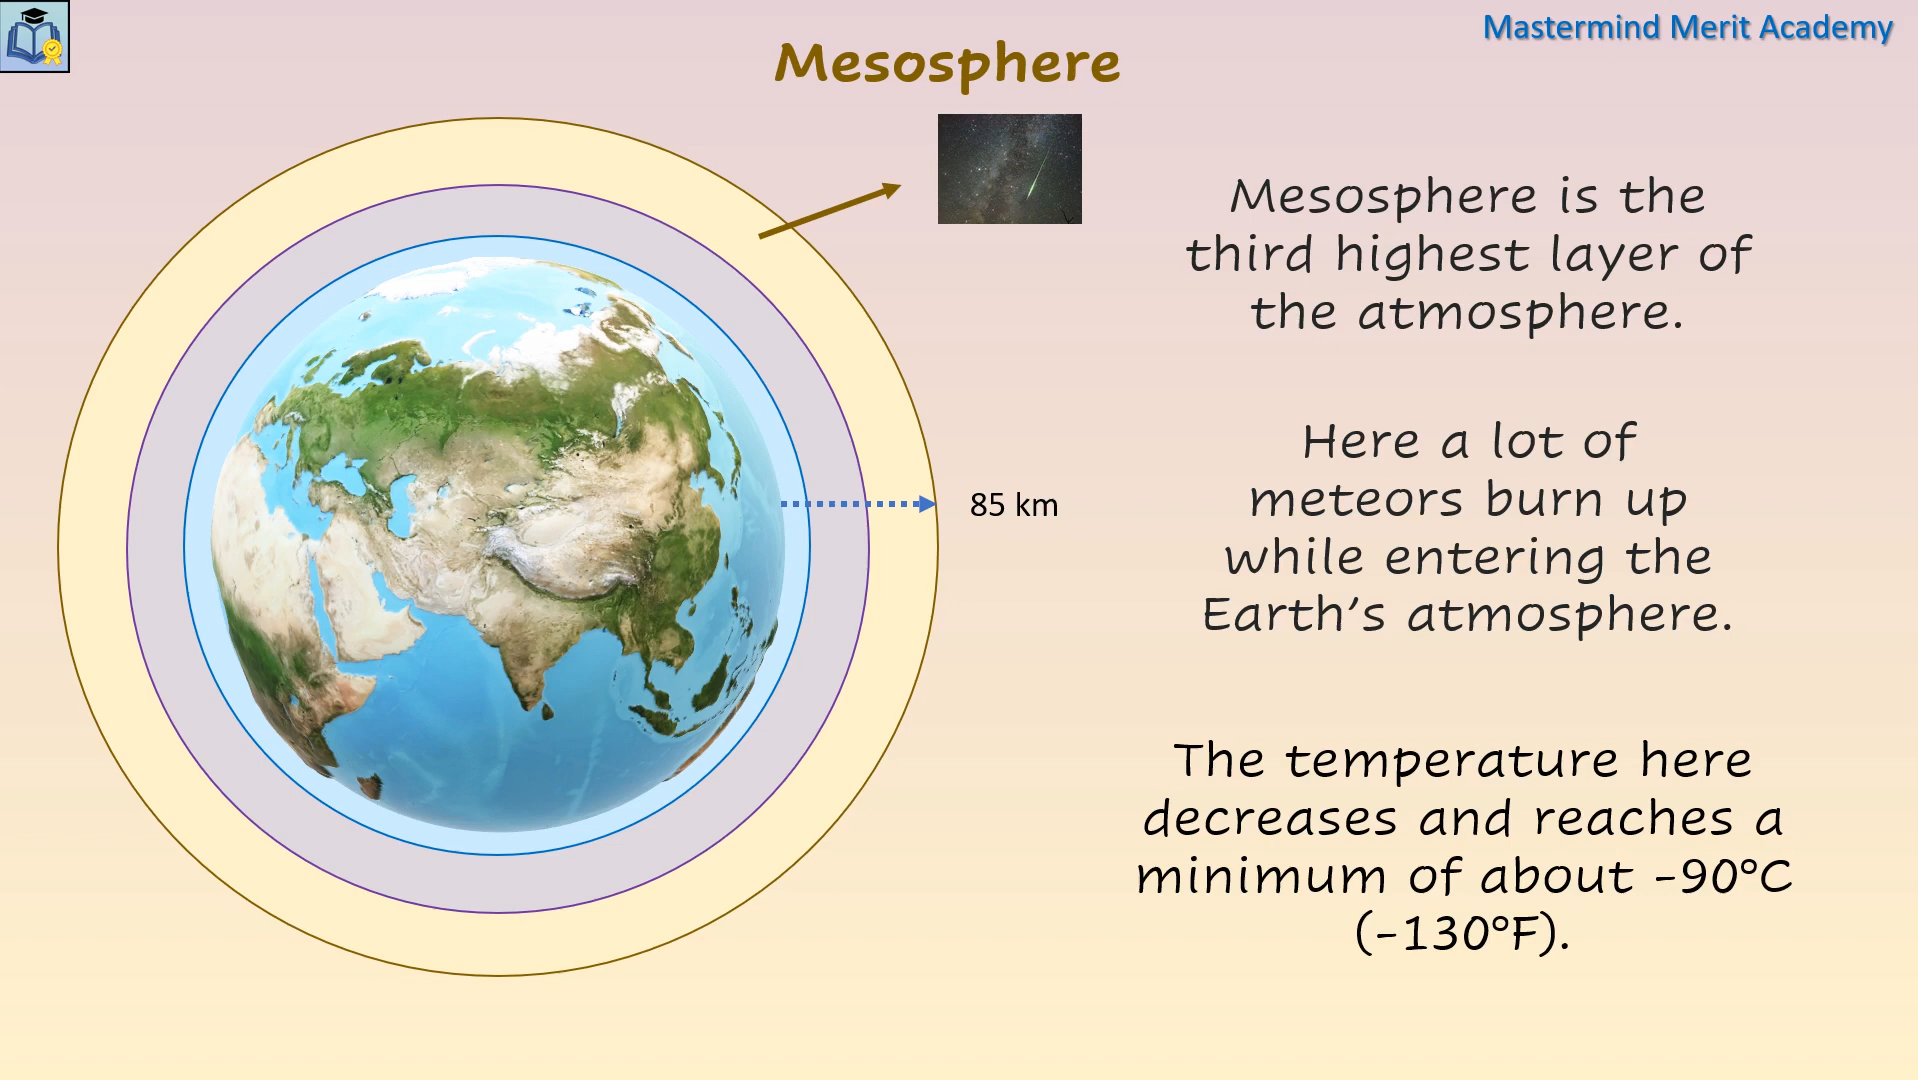 Mastermind Merit Academy
Mesosphere
Mesosphere is the
third highest layer of
the atmosphere.
85 km
Here a lot of
meteors burn up
while entering the
Earth’s atmosphere.
The temperature here
decreases and reaches a
minimum of about -90°C
(-130°F).